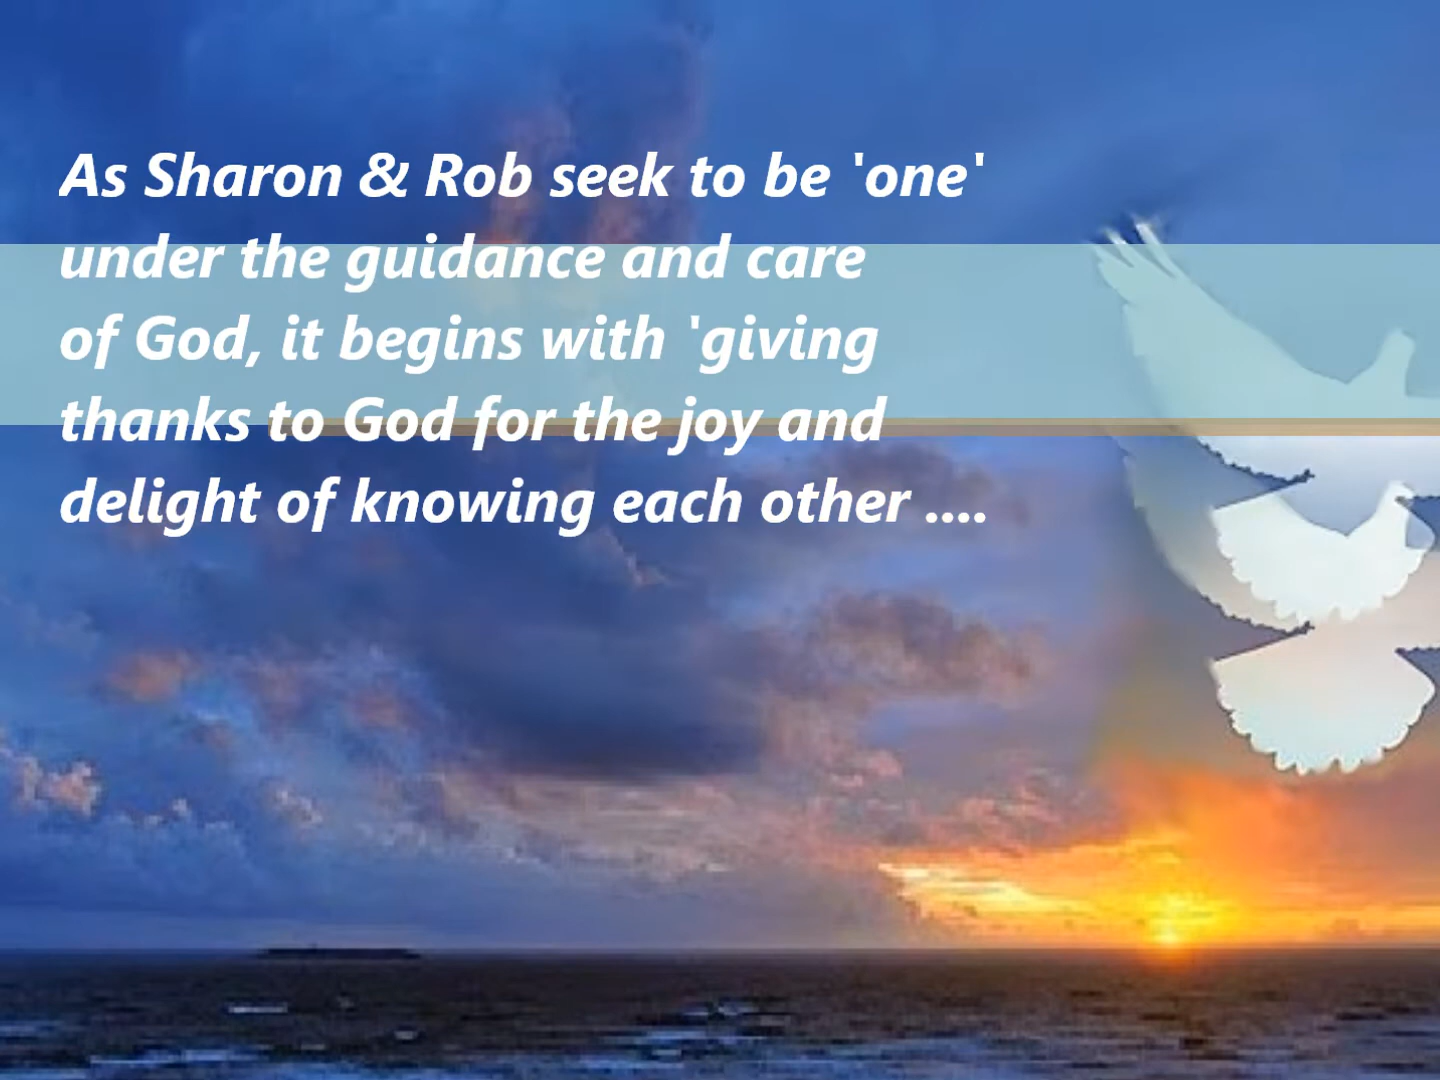 As Sharon & Rob seek to be 'one'
under the guidance and care
of God, it begins with 'giving
thanks to God for the joy and
delight of knowing each other ....